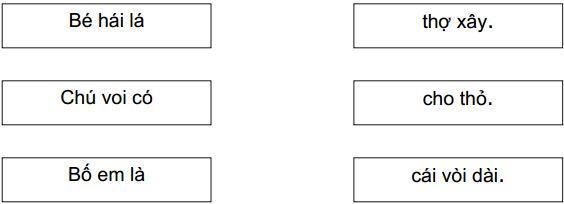 Bé hái lá
thợ xây.
Chú voi có
cho thỏ.
Bố em là
cái vòi dài.